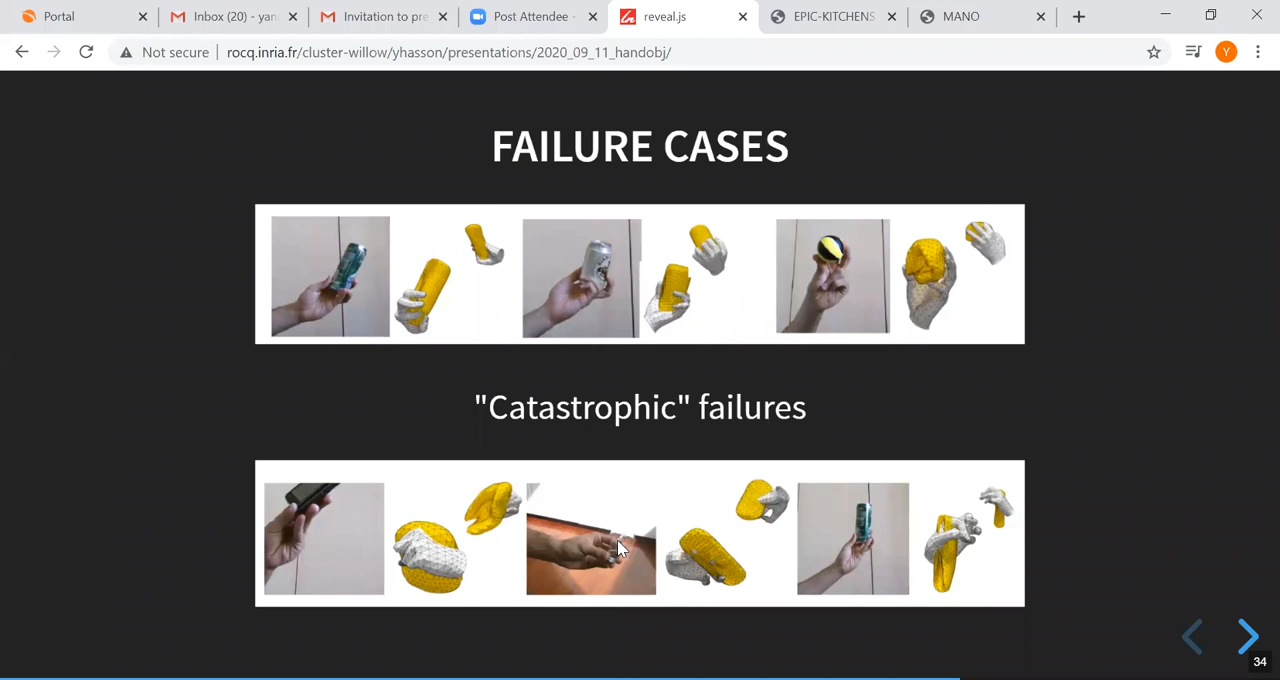 Portal
Inbox (20) - yan
Invitation to pre
Post Attendee -
reveal.js
EPIC-KITCHENS
MANO
Not secure
rocq.inria.fr/cluster-willow/yhasson/presentations/2020_09_11_handobj/
Y
FAILURE CASES
"Catastrophic" failures
34